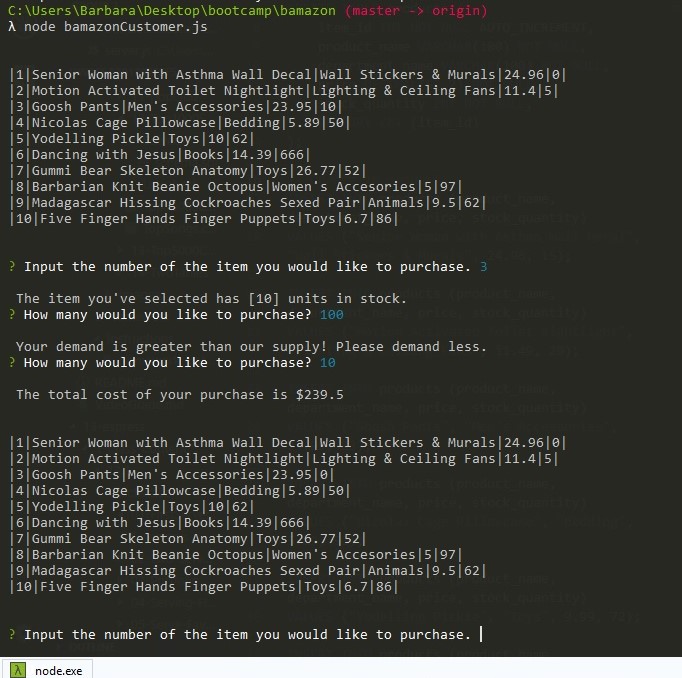 C:\Users\Barbara\Desktop\bootcamp\bamazon (master -> origin)
λ node bamazonCustomer.js
|1|Senior Woman with Asthma Wall Decal|Wall Stickers & Murals|24.96|0|
|2|Motion Activated Toilet Nightlight|Lighting & Ceiling Fans|11.4|5|
|3|Goosh Pants|Men's Accessories|23.95|10|
|4|Nicolas Cage Pillowcase|Bedding|5.89|50|
|5|Yodelling Pickle|Toys|10|62|
|6|Dancing with Jesus|Books|14.39|666|
|7|Gummi Bear Skeleton Anatomy|Toys|26.77|52|
|8|Barbarian Knit Beanie Octopus|Women's Accesories|5|97|
|9|Madagascar Hissing Cockroaches Sexed Pair|Animals|9.5|62|
|10|Five Finger Hands Finger Puppets|Toys|6.7|86|
? Input the number of the item you would like to purchase. 3
The item you've selected has [10] units in stock.
? How many would you like to purchase? 100
Your demand is greater than our supply! Please demand less.
? How many would you like to purchase? 10
The total cost of your purchase is $239.5
|1|Senior Woman with Asthma Wall Decal|Wall Stickers & Murals|24.96|0|
|2|Motion Activated Toilet Nightlight|Lighting & Ceiling Fans|11.4|5|
|3|Goosh Pants|Men's Accessories|23.95|0|
|4|Nicolas Cage Pillowcase|Bedding|5.89|50|
|5|Yodelling Pickle|Toys|10|62|
|6|Dancing with Jesus|Books|14.39|666|
|7|Gummi Bear Skeleton Anatomy|Toys|26.77|52|
|8|Barbarian Knit Beanie Octopus|Women's Accesories|5|97|
|9|Madagascar Hissing Cockroaches Sexed Pair|Animals|9.5|62|
|10|Five Finger Hands Finger Puppets|Toys|6.7|86|
? Input the number of the item you would like to purchase.
λ node.exe